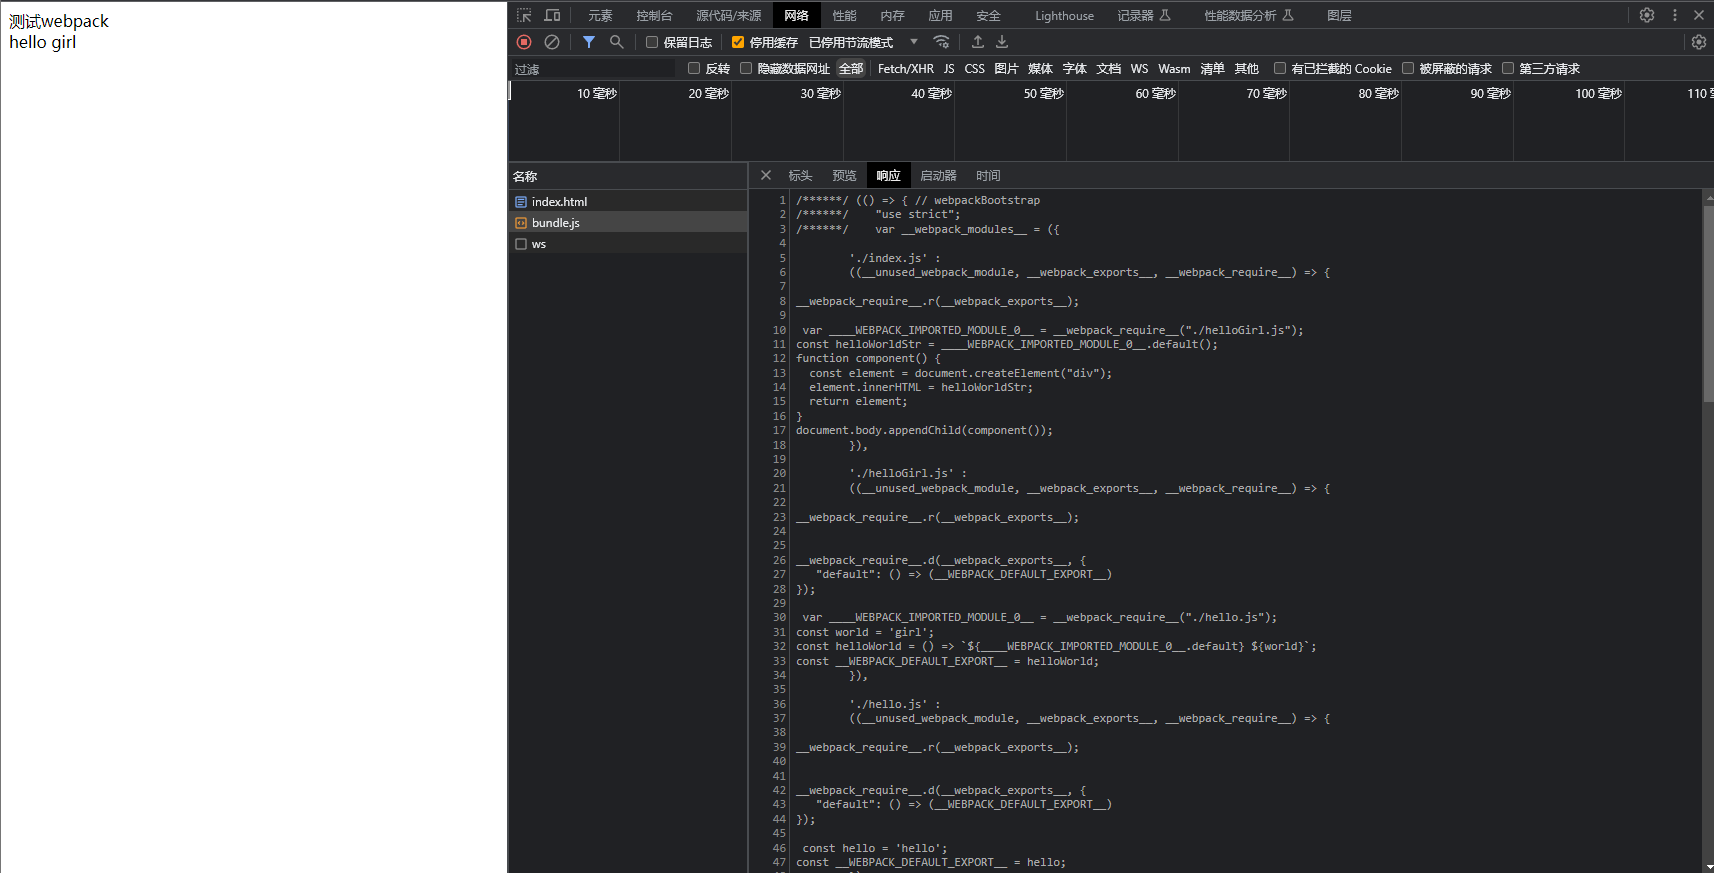 测试webpack
hello girl
元素 控制台 源代码/来源 网络 性能 内存 应用 安全 Lighthouse 记录器 性能数据分析 图层
保留日志 停用缓存 已停用节流模式
过滤 反转 隐藏数据网址 全部 Fetch/XHR JS CSS 图片 媒体 字体 文档 WS Wasm 清单 其他 有已拦截的 Cookie 被屏蔽的请求 第三方请求
10 毫秒 20 毫秒 30 毫秒 40 毫秒 50 毫秒 60 毫秒 70 毫秒 80 毫秒 90 毫秒 100 毫秒 110
名称
index.html
bundle.js
ws
标头 预览 响应 启动器 时间
1 /******/ (() => { // webpackBootstrap
2 /******/    "use strict";
3 /******/    var __webpack_modules__ = ({
4
5         './index.js' :
6         ((__unused_webpack_module, __webpack_exports__, __webpack_require__) => {
7
8 __webpack_require__.r(__webpack_exports__);
9
10  var ____WEBPACK_IMPORTED_MODULE_0__ = __webpack_require__("./helloGirl.js");
11 const helloWorldStr = ____WEBPACK_IMPORTED_MODULE_0__.default();
12 function component() {
13   const element = document.createElement("div");
14   element.innerHTML = helloWorldStr;
15   return element;
16 }
17 document.body.appendChild(component());
18         }),
19
20         './helloGirl.js' :
21         ((__unused_webpack_module, __webpack_exports__, __webpack_require__) => {
22
23 __webpack_require__.r(__webpack_exports__);
24
25
26 __webpack_require__.d(__webpack_exports__, {
27    "default": () => (__WEBPACK_DEFAULT_EXPORT__)
28 });
29
30  var ____WEBPACK_IMPORTED_MODULE_0__ = __webpack_require__("./hello.js");
31 const world = 'girl';
32 const helloWorld = () => `${____WEBPACK_IMPORTED_MODULE_0__.default} ${world}`;
33 const __WEBPACK_DEFAULT_EXPORT__ = helloWorld;
34         }),
35
36         './hello.js' :
37         ((__unused_webpack_module, __webpack_exports__, __webpack_require__) => {
38
39 __webpack_require__.r(__webpack_exports__);
40
41
42 __webpack_require__.d(__webpack_exports__, {
43    "default": () => (__WEBPACK_DEFAULT_EXPORT__)
44 });
45
46  const hello = 'hello';
47 const __WEBPACK_DEFAULT_EXPORT__ = hello;